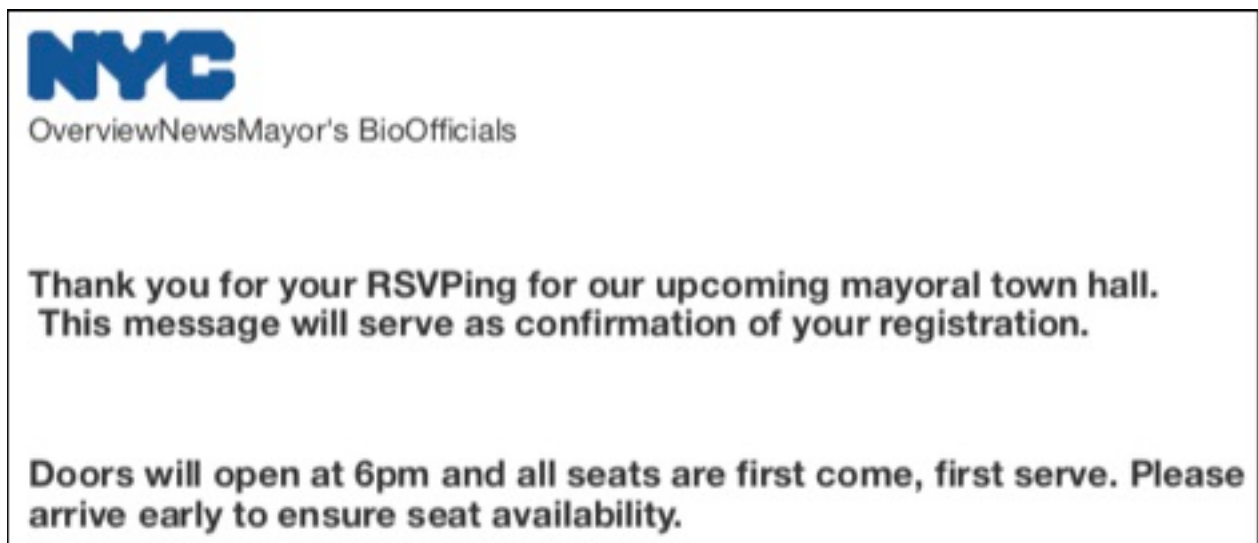 NYC
OverviewNewsMayor's BioOfficials
Thank you for your RSVPing for our upcoming mayoral town hall.
This message will serve as confirmation of your registration.
Doors will open at 6pm and all seats are first come, first serve. Please
arrive early to ensure seat availability.